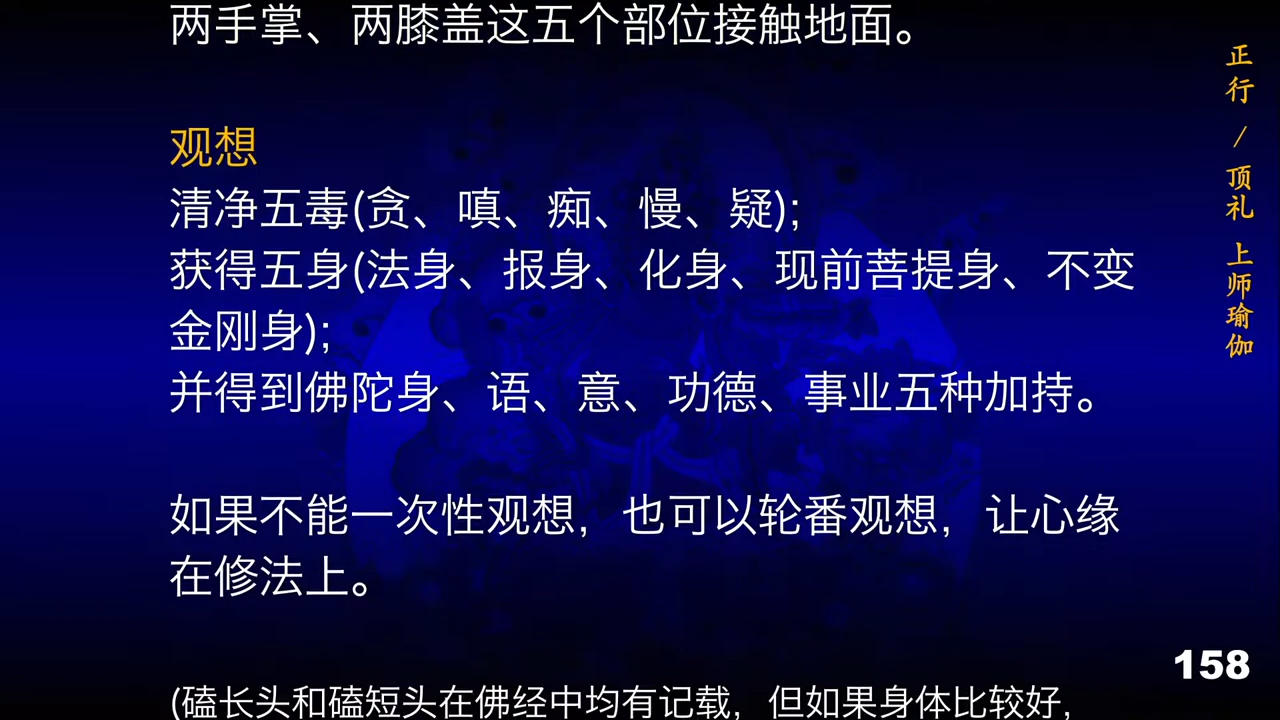 两手掌、两膝盖这五个部位接触地面。
观想
清净五毒(贪、嗔、痴、慢、疑);
获得五身(法身、报身、化身、现前菩提身、不变
金刚身);
并得到佛陀身、语、意、功德、事业五种加持。
如果不能一次性观想，也可以轮番观想，让心缘
在修法上。
(磕长头和磕短头在佛经中均有记载，但如果身体比较好，
正行/顶礼 上师瑜伽
158